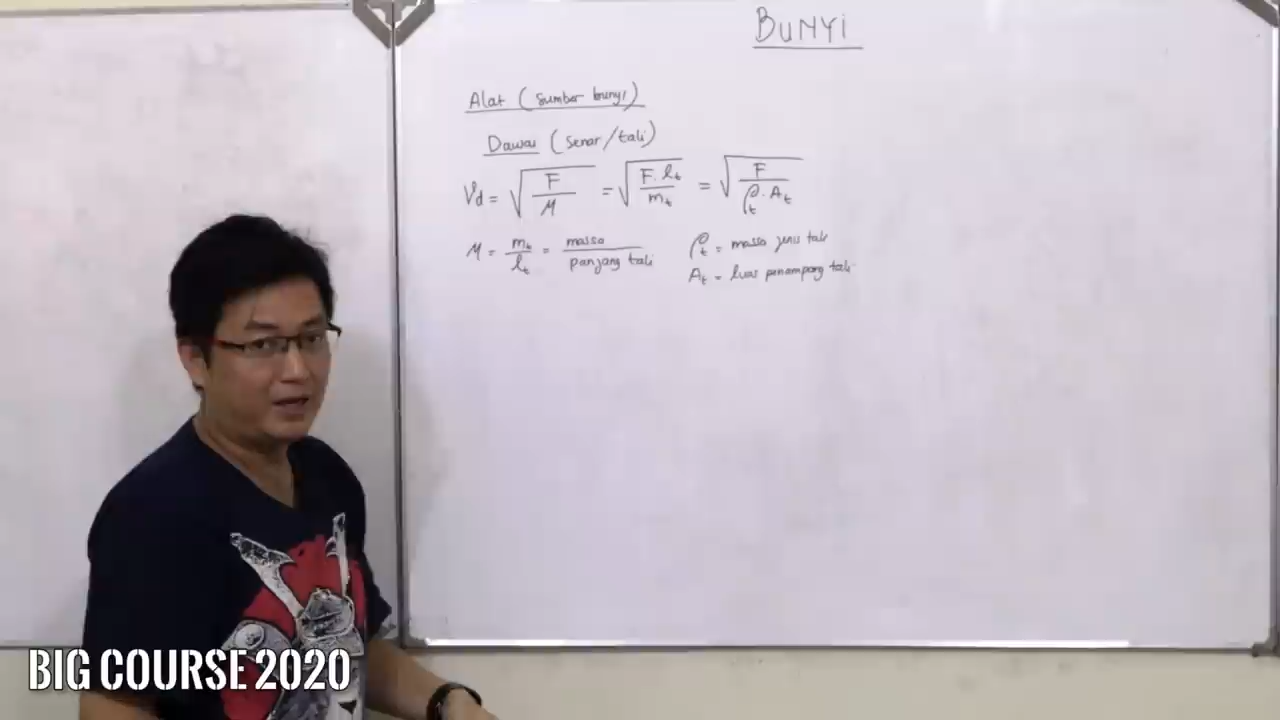 BUNYI
Alat (Sumber bunyi)
Dawai (Senar/tali)
Vd = √(F/μ) = √(F.lₜ/mₜ) = √(F/ρₜ.Aₜ)
μ = mₜ/lₜ = massa/panjang tali
ρₜ = massa jenis tali
Aₜ = luas penampang tali
BIG COURSE 2020